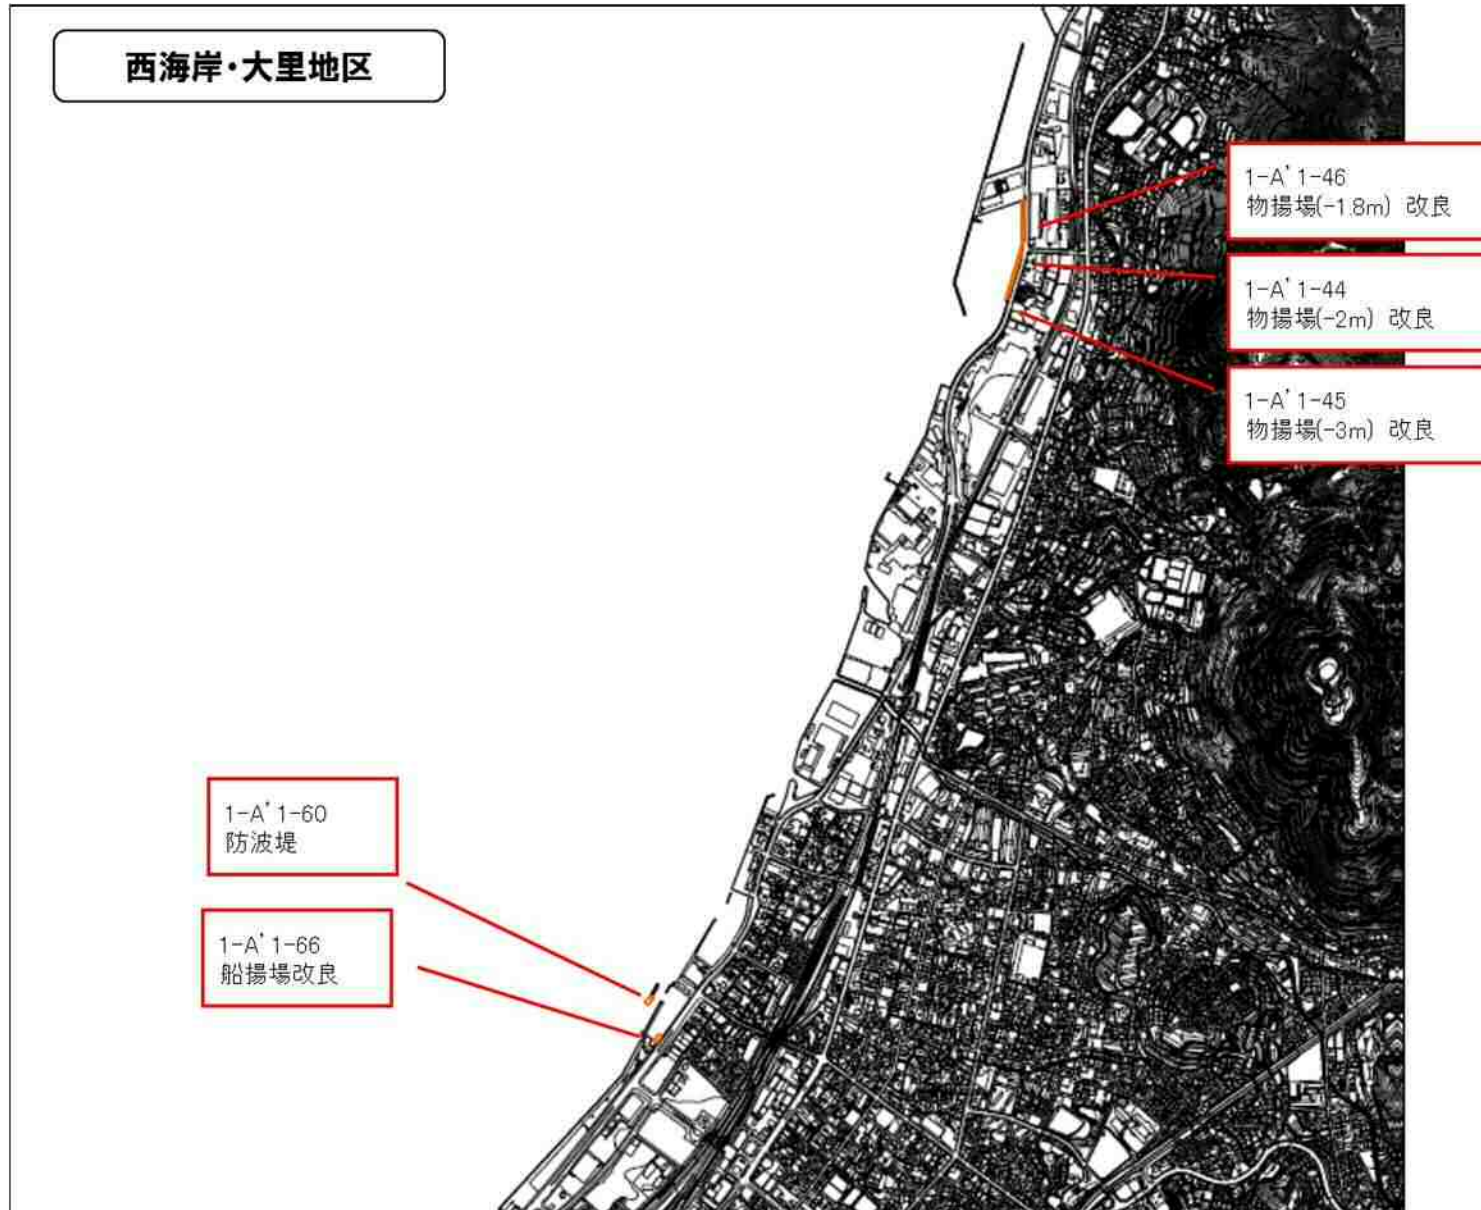 西海岸・大里地区
1-A' 1-46
物揚場(-1.8m) 改良
1-A' 1-44
物揚場(-2m) 改良
1-A' 1-45
物揚場(-3m) 改良
1-A' 1-60
防波堤
1-A' 1-66
船揚場改良